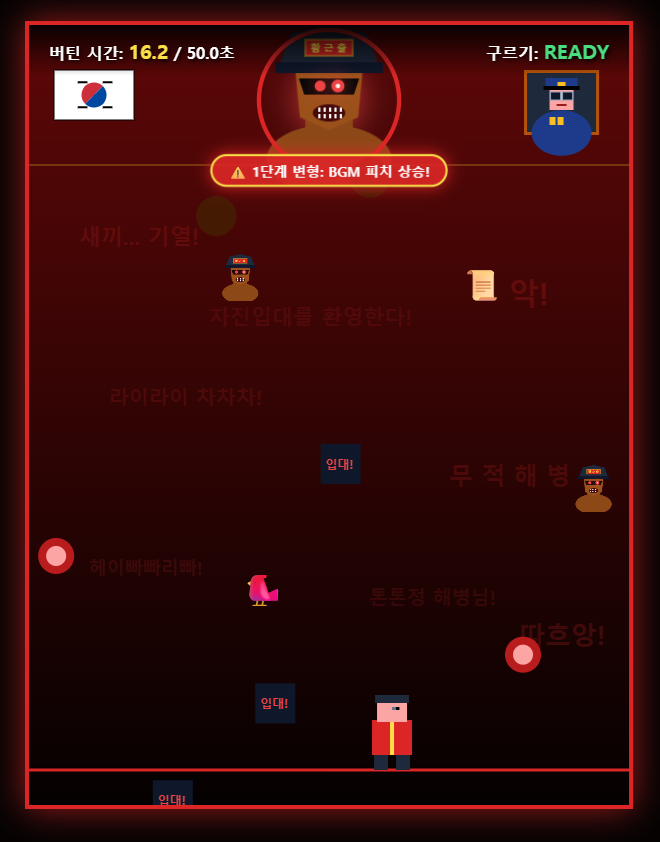 버틴 시간: 16.2 / 50.0초
구르기: READY
황근출
⚠ 1단계 변형: BGM 피치 상승!
새끼... 기열!
악!
자진입대를 환영한다!
라이라이 차차차!
입대!
무적해병
헤이빠빠리빠!
톤톤정 해병님!
따흐앙!
입대!
입대!